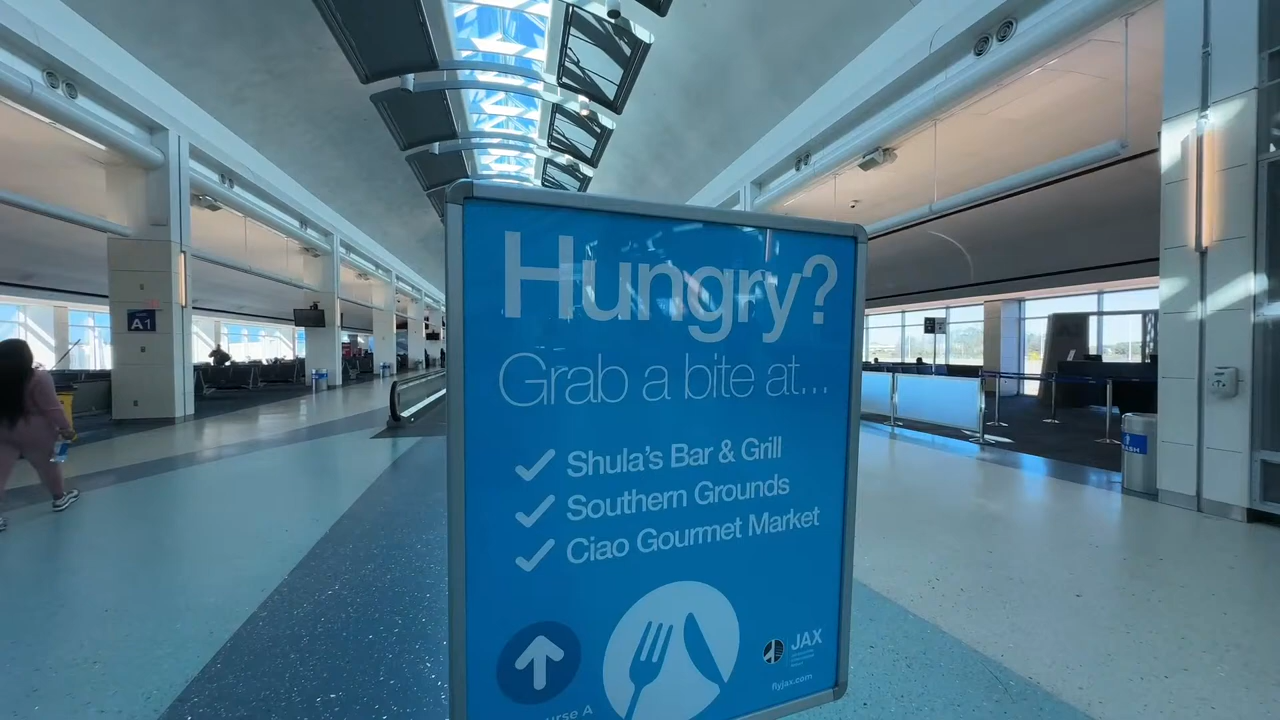 A1
Hungry?
Grab a bite at...
Shula's Bar & Grill
Southern Grounds
Ciao Gourmet Market
JAX
flyjax.com